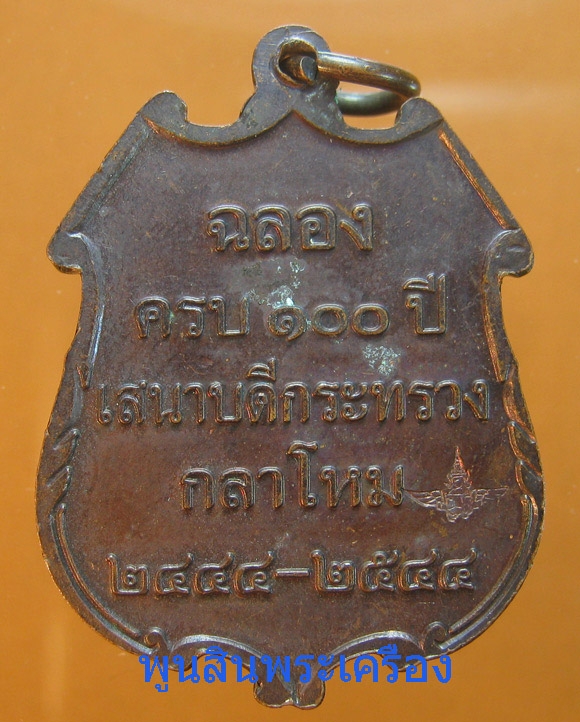 ฉลอง
ครบ ๑๐๐ ปี
เสนาบดีกระทรวง
กลาโหม
๒๔๔๔-๒๕๔๔
พูนสินพระเครื่อง